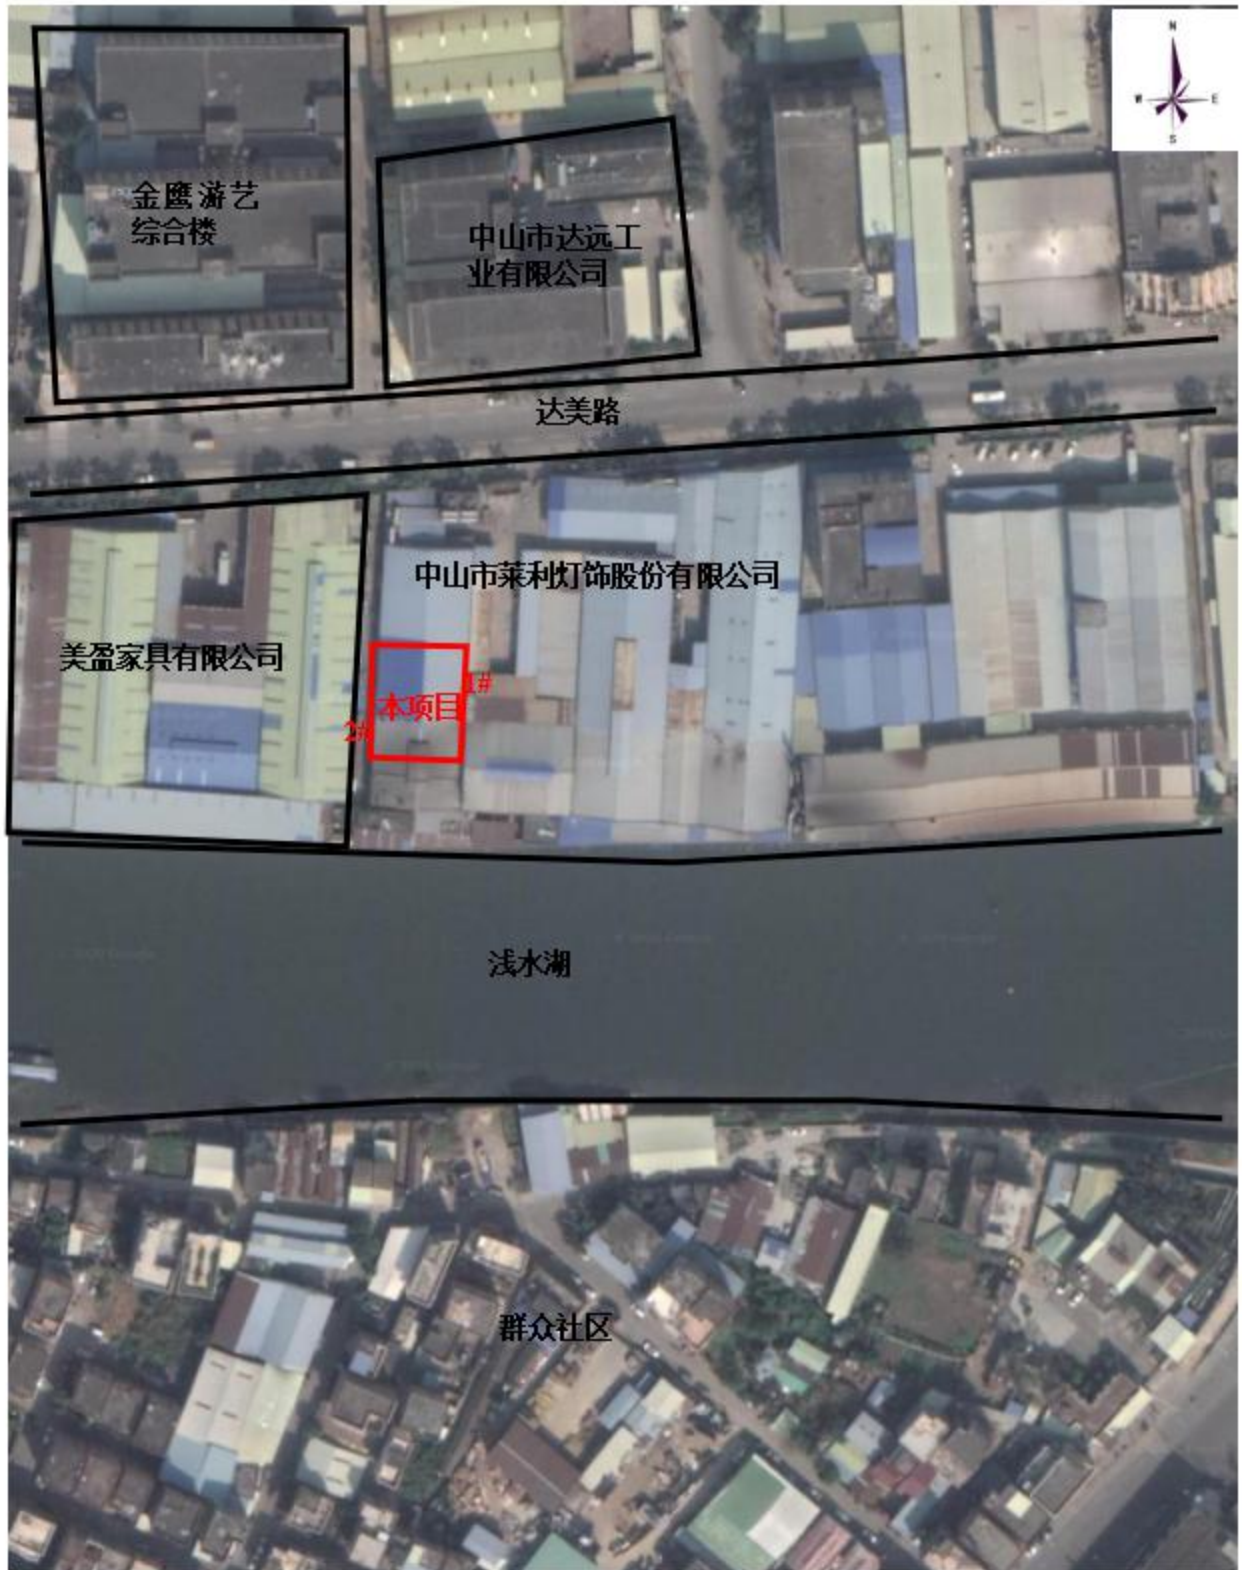 N
W E
S
金鹰游艺
综合楼
中山市达远工
业有限公司
达美路
中山市莱利灯饰股份有限公司
美盈家具有限公司
1#
本项目
2#
浅水湖
群众社区